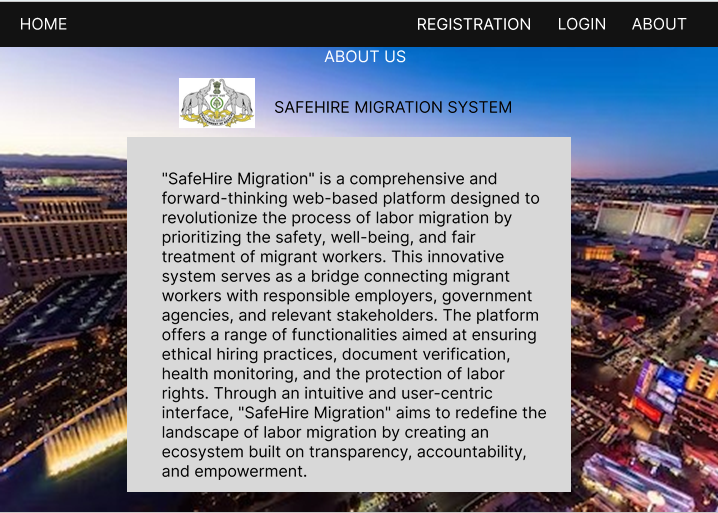 HOME
REGISTRATION LOGIN ABOUT
ABOUT US
SAFEHIRE MIGRATION SYSTEM
"SafeHire Migration" is a comprehensive and
forward-thinking web-based platform designed to
revolutionize the process of labor migration by
prioritizing the safety, well-being, and fair
treatment of migrant workers. This innovative
system serves as a bridge connecting migrant
workers with responsible employers, government
agencies, and relevant stakeholders. The platform
offers a range of functionalities aimed at ensuring
ethical hiring practices, document verification,
health monitoring, and the protection of labor
rights. Through an intuitive and user-centric
interface, "SafeHire Migration" aims to redefine the
landscape of labor migration by creating an
ecosystem built on transparency, accountability,
and empowerment.